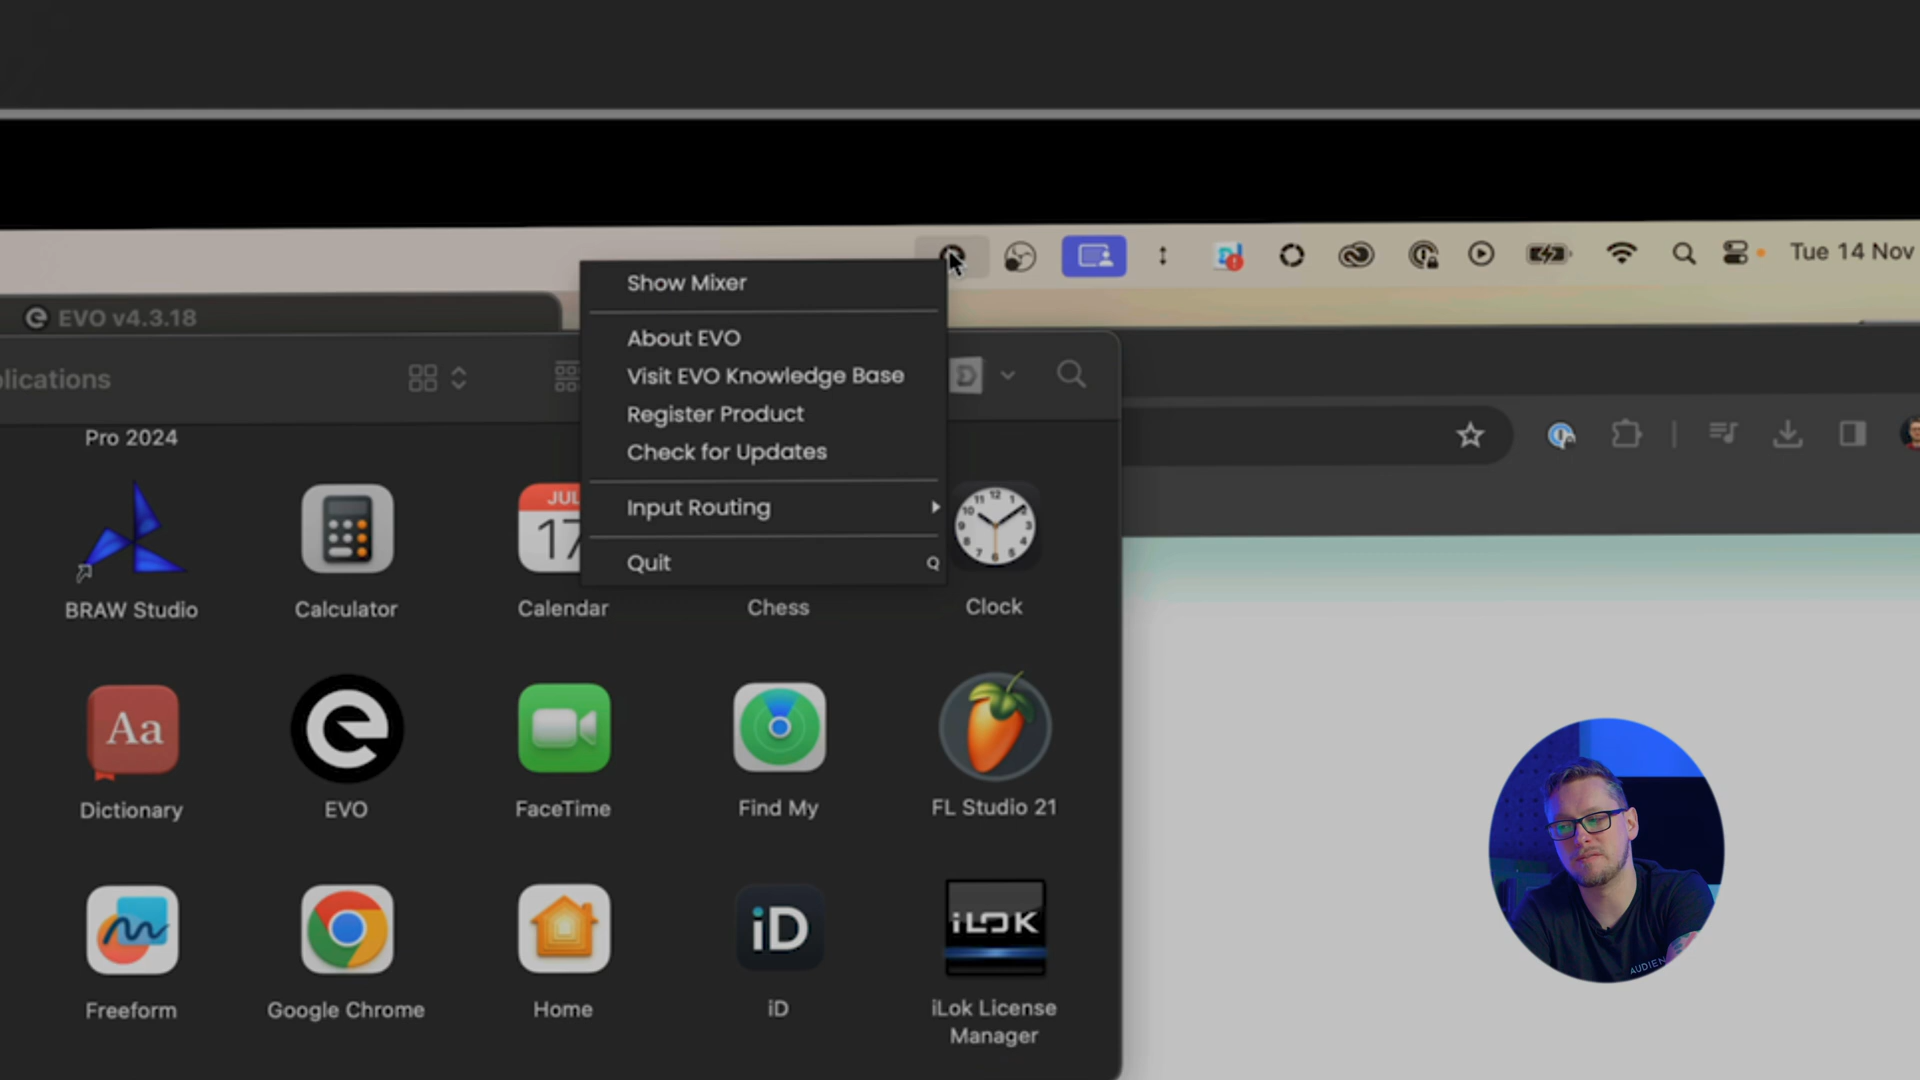 Tue 14 Nov
EVO v4.3.18
Show Mixer
About EVO
Visit EVO Knowledge Base
Register Product
Check for Updates
Input Routing
Quit
Q
plications
Pro 2024
BRAW Studio
Calculator
JUL
17
Calendar
Chess
Clock
Aa
Dictionary
EVO
FaceTime
Find My
FL Studio 21
Freeform
Google Chrome
Home
iD
iD
iLOK
iLok License
Manager
AUDIEN